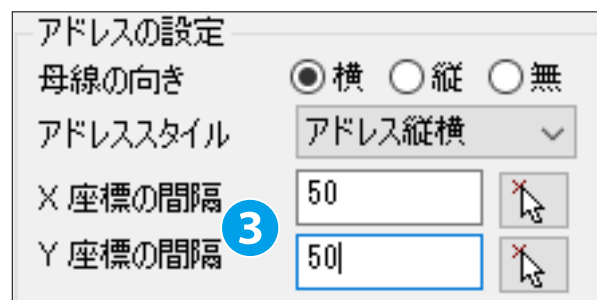 アドレスの設定
母線の向き 横 縦 無
アドレススタイル アドレス縦横
X 座標の間隔 50
3
Y 座標の間隔 50